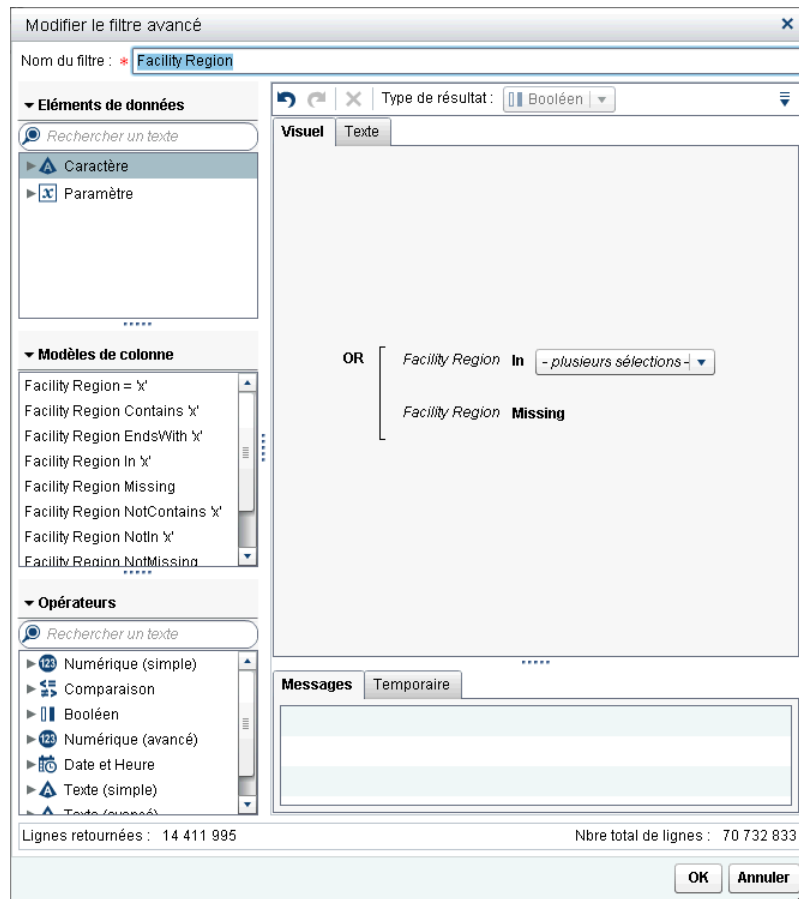 Modifier le filtre avancé
Nom du filtre : * Facility Region
Eléments de données
Rechercher un texte
Caractère
Paramètre
Modèles de colonne
Facility Region = 'x'
Facility Region Contains 'x'
Facility Region EndsWith 'x'
Facility Region In 'x'
Facility Region Missing
Facility Region NotContains 'x'
Facility Region NotIn 'x'
Facility Region NotMissing
Opérateurs
Rechercher un texte
123 Numérique (simple)
Comparaison
Booléen
123 Numérique (avancé)
Date et Heure
A Texte (simple)
A Texte (avancé)
Type de résultat : Booléen
Visuel Texte
OR Facility Region In - plusieurs sélections -
Facility Region Missing
Messages Temporaire
Lignes retournées : 14 411 995 Nbre total de lignes : 70 732 833
OK Annuler